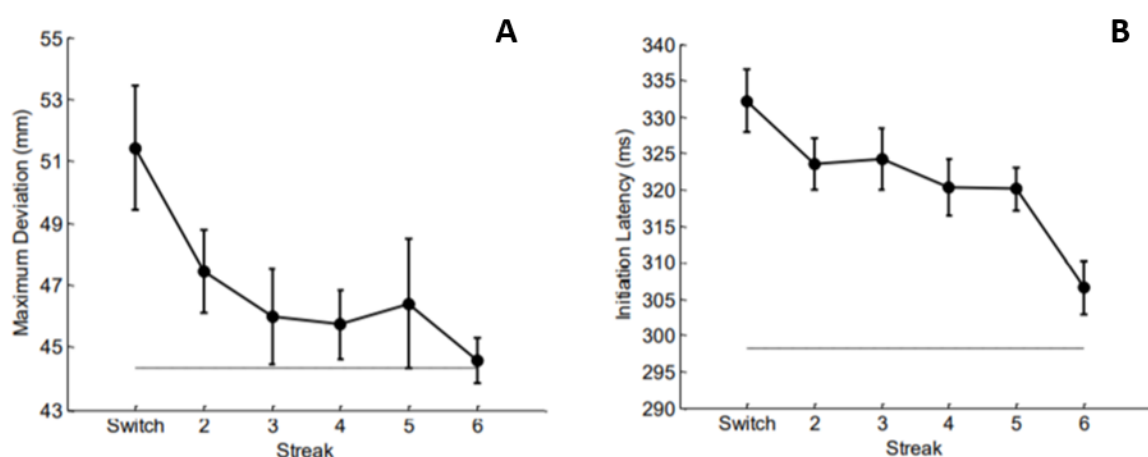 A
Maximum Deviation (mm)
55
53
51
49
47
45
43
Switch 2 3 4 5 6
Streak
B
Initiation Latency (ms)
340
335
330
325
320
315
310
305
300
295
290
Switch 2 3 4 5 6
Streak